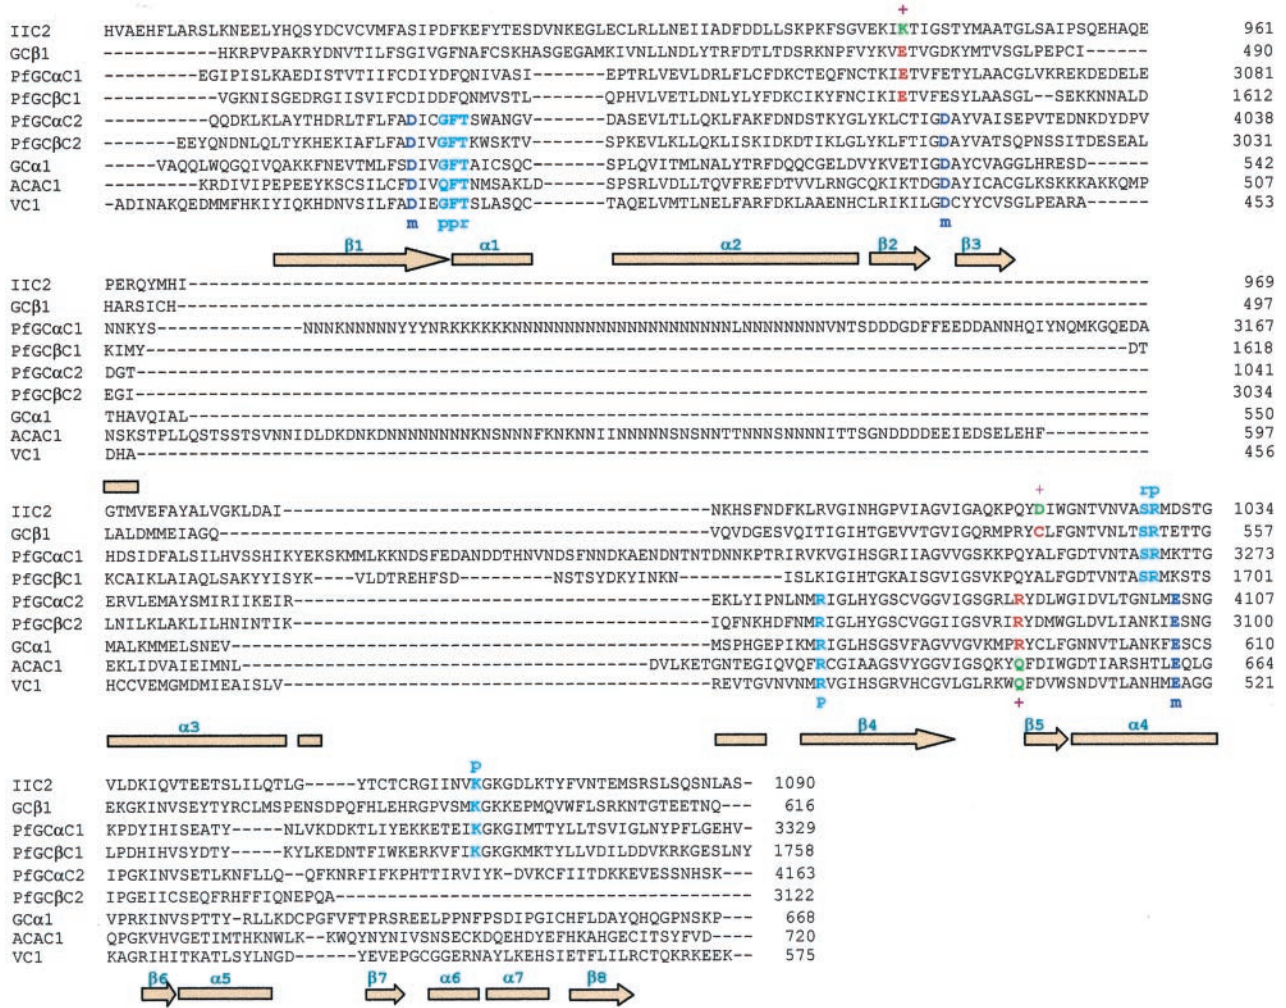 +
IIC2 HVAEHFLARSLKNEELYHQSYDCVCVMFASIPDFKEFYTESDVNKEGLECLRLLNEIIADFDDLLSKPKFSGVEKIKTIGSTYMAATGLSAIPSQEHAQE 961
GCβ1 ------------HKRPVPAKRYDNVTILFSGIVGFNAFCSKHASGEGAMKIVNLLNDLYTRFDTLTDSRKNPFVYKVETVGDKYMTVSGLPEPCI------ 490
PfGCαC1 ---------EGIPISLKAEDISTVTIIFCDIYDFQNIVASI-------EPTRLVEVLDRLFLCFDKCTEQFNCTKIETVFETYLAACGLVKREKDEDELE 3081
PfGCβC1 -----------VGKNISGEDRGIISVIFCDIDDFQNMVSTL-------QPHVLVETLDNLYLYFDKCIKYFNCIKIETVFESYLAASGL--SEKKNNALD 1612
PfGCαC2 ----------QQDKLKLAYTHDRLTFLFADICGFTSWANGV-------DASEVLTLLQKLFAKFDNDSTKYGLYKLCTIGDAYVAISEPVTEDNKDYDPV 4038
PfGCβC2 -------EEYQNDNLQLTYKHEKIAFLFADIVGFTKWSKTV-------SPKEVLKLLQKLISKIDKDTIKLGLYKLFTIGDAYVATSQPNSSITDESEAL 3031
GCα1 -----VAQQLWQGQIVQAKKFNEVTMLFSDIVGFTAICSQC-------SPLQVITMLNALYTRFDQQCGELDVYKVETIGDAYCVAGGLHRESD------ 542
ACAC1 ---------KRDIVIPEPEEYKSCSILCFDIVQFTNMSAKLD------SPSRLVDLLTQVFREFDTVVLRNGCQKIKTDGDAYICACGLKSKKKAKKQMP 507
VC1 -ADINAKQEDMMFHKIYIQKHDNVSILFADIEGFTSLASQC-------TAQELVMTLNELFARFDKLAAENHCLRIKILGDCYYCVSGLPEARA------ 453
m ppr m
β1 α1 α2 β2 β3
IIC2 PERQYMHI-------------------------------------------------------------------------------------------- 969
GCβ1 HARSICH--------------------------------------------------------------------------------------------- 497
PfGCαC1 NNKYS------------NNNKNNNNNYYYNRKKKKKKNNNNNNNNNNNNNNNNNNNNNLNNNNNNNNVNTSDDDGDFFEEDDANNHQIYNQMKGQEDA 3167
PfGCβC1 KIMY----------------------------------------------------------------------------------------------DT 1618
PfGCαC2 DGT------------------------------------------------------------------------------------------------- 1041
PfGCβC2 EGI------------------------------------------------------------------------------------------------- 3034
GCα1 THAVQIAL-------------------------------------------------------------------------------------------- 550
ACAC1 NSKSTPLLQSTSSTSVNNIDLDKDNKDNNNNNNNNKNSNNNFKNKNNIINNNNNSNSNNTTNNNSNNNNITTSGNDDDDEEIEDSELEHF---------- 597
VC1 DHA------------------------------------------------------------------------------------------------- 456
+ rp
IIC2 GTMVEFAYALVGKLDAI------------------------------------NKHSFNDFKLRVGINHGPVIAGVIGAQKPQYDIWGNTVNVASRMDSTG 1034
GCβ1 LALDMMEIAGQ------------------------------------------VQVDGESVQITIGIHTGEVVTGVIGQRMPRYCLFGNTVNLTSRTETTG 557
PfGCαC1 HDSIDFALSILHVSSHIKYEKSKMMLKKNDSFEDANDDTHNVNDSFNNDKAENDNTNTDNNKPTRIRVKVGIHSGRIIAGVVGSKKPQYALFGDTVNTASRMKTTG 3273
PfGCβC1 KCAIKLAIAQLSAKYYISYK----VLDTREHFSD---------NSTSYDKYINKN---------ISLKIGIHTGKAISGVIGSVKPQYALFGDTVNTASRMKSTS 1701
PfGCαC2 ERVLEMAYSMIRIIKEIR-----------------------------------EKLYIPNLNMRIGLHYGSCVGGVIGSGRLRYDLWGIDVLTGNLMESNG 4107
PfGCβC2 LNILKLAKLILHNINTIK-----------------------------------IQFNKHDFNMRIGLHYGSCVGGIIGSVRIRYDMWGLDVLIANKIESNG 3100
GCα1 MALKMMELSNEV-----------------------------------------MSPHGEPIKMRIGLHSGSVFAGVVGVKMPRYCLFGNNVTLANKFESCS 610
ACAC1 EKLIDVAIEIMNL----------------------------------DVLKETGNTEGIQVQFRCGIAAGSVYGGVIGSQKYQFDIWGDTIARSHTLEQLG 664
VC1 HCCVEMGMDMIEAISLV------------------------------------REVTGVNVNMRVGIHSGRVHCGVLGLRKWQFDVWSNDVTLANHMEAGG 521
p + m
α3 β4 β5 α4
p
IIC2 VLDKIQVTEETSLILQTLG-----YTCTCRGIINVKGKGDLKTYFVNTEMSRSLSQSNLAS- 1090
GCβ1 EKGKINVSEYTYRCLMSPENSDPQFHLEHRGPVSMKGKKEPMQVWFLSRKNTGTEETNQ--- 616
PfGCαC1 KPDYIHISEATY-----NLVKDDKTLIYEKKETEIKGKGIMTTYLLTSVIGLNYPFLGEHV- 3329
PfGCβC1 LPDHIHVSYDTY-----KYLKEDNTFIWKERKVFIKGKGKMKTYLLVDILDDVKRKGESLNY 1758
PfGCαC2 IPGKINVSETLKNFLLQ--QFKNRFIFKPHTTIRVIYK-DVKCFIITDKKEVESSNHSK--- 4163
PfGCβC2 IPGEIICSEQFRHFFIQNEPQA---------------------------------------- 3122
GCα1 VPRKINVSPTTY-RLLKDCPGFVFTPRSREELPPNFPSDIPGICHFLDAYQHQGPNSKP--- 668
ACAC1 QPGKVHVGETIMTHKNWLK--KWQYNYNIVSNSECKDQEHDYEFHKAHGECITSYFVD---- 720
VC1 KAGRIHITKATLSYLNGD------YEVEPGCGGERNAYLKEHSIETFLILRCTQKRKEEK-- 575
β6 α5 β7 α6 α7 β8